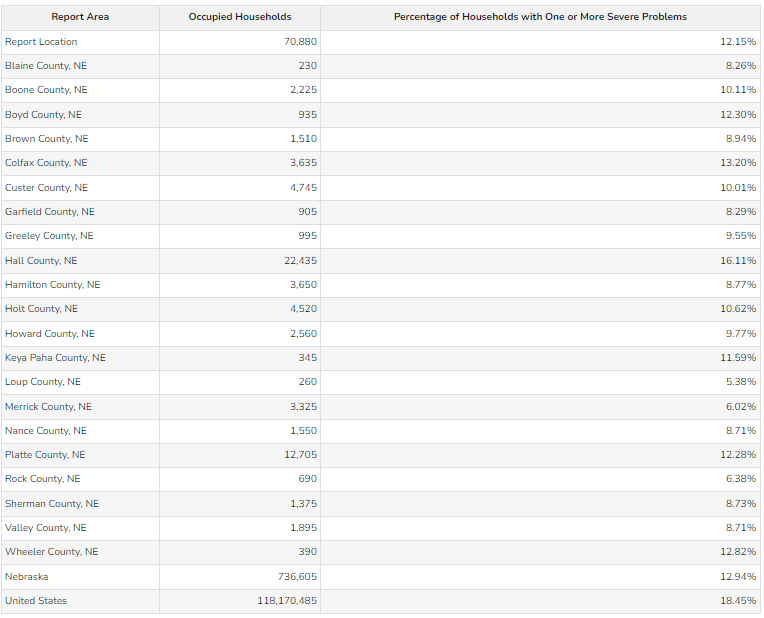 Report Area Occupied Households Percentage of Households with One or More Severe Problems
Report Location 70,880 12.15%
Blaine County, NE 230 8.26%
Boone County, NE 2,225 10.11%
Boyd County, NE 935 12.30%
Brown County, NE 1,510 8.94%
Colfax County, NE 3,635 13.20%
Custer County, NE 4,745 10.01%
Garfield County, NE 905 8.29%
Greeley County, NE 995 9.55%
Hall County, NE 22,435 16.11%
Hamilton County, NE 3,650 8.77%
Holt County, NE 4,520 10.62%
Howard County, NE 2,560 9.77%
Keya Paha County, NE 345 11.59%
Loup County, NE 260 5.38%
Merrick County, NE 3,325 6.02%
Nance County, NE 1,550 8.71%
Platte County, NE 12,705 12.28%
Rock County, NE 690 6.38%
Sherman County, NE 1,375 8.73%
Valley County, NE 1,895 8.71%
Wheeler County, NE 390 12.82%
Nebraska 736,605 12.94%
United States 118,170,485 18.45%